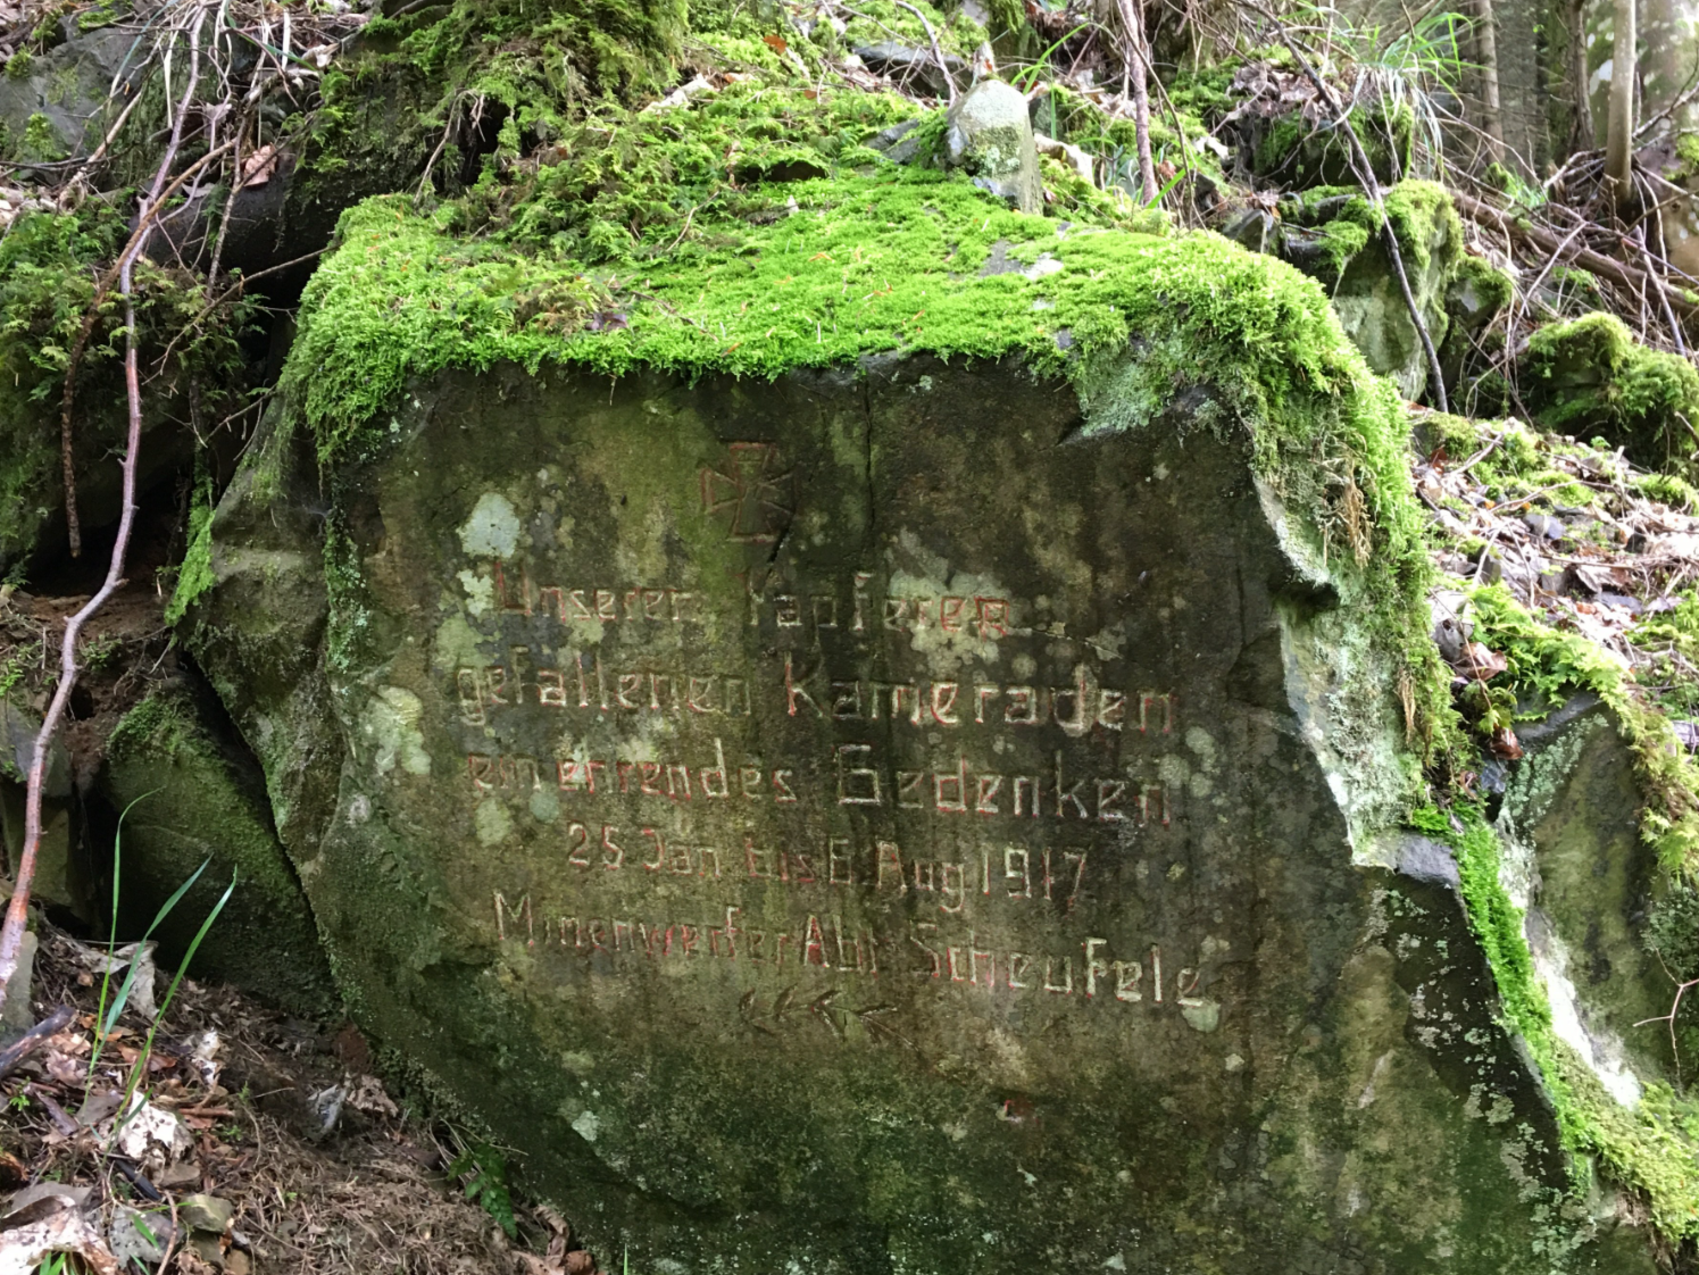 Unseren Tapferen
gefallenen Kameraden
ein ehrendes Gedenken
25 Jan bis 6 Aug 1917
Minenwerfer Abt Scheufele